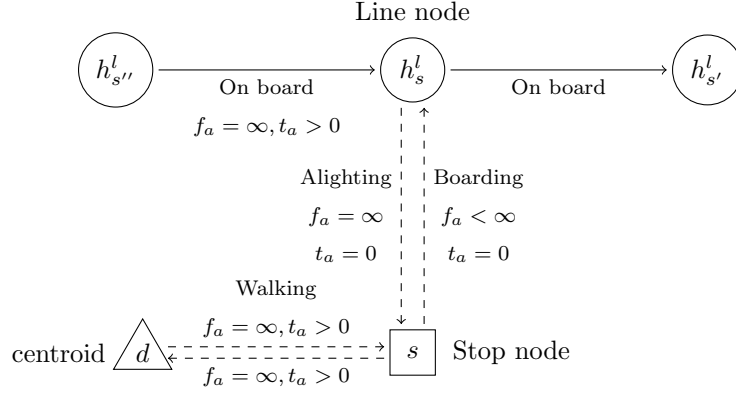 Line node
h^l_{s''} h^l_s h^l_{s'}
On board On board
f_a = ∞, t_a > 0
Alighting Boarding
f_a = ∞ f_a < ∞
t_a = 0 t_a = 0
Walking
f_a = ∞, t_a > 0
centroid d s Stop node
f_a = ∞, t_a > 0